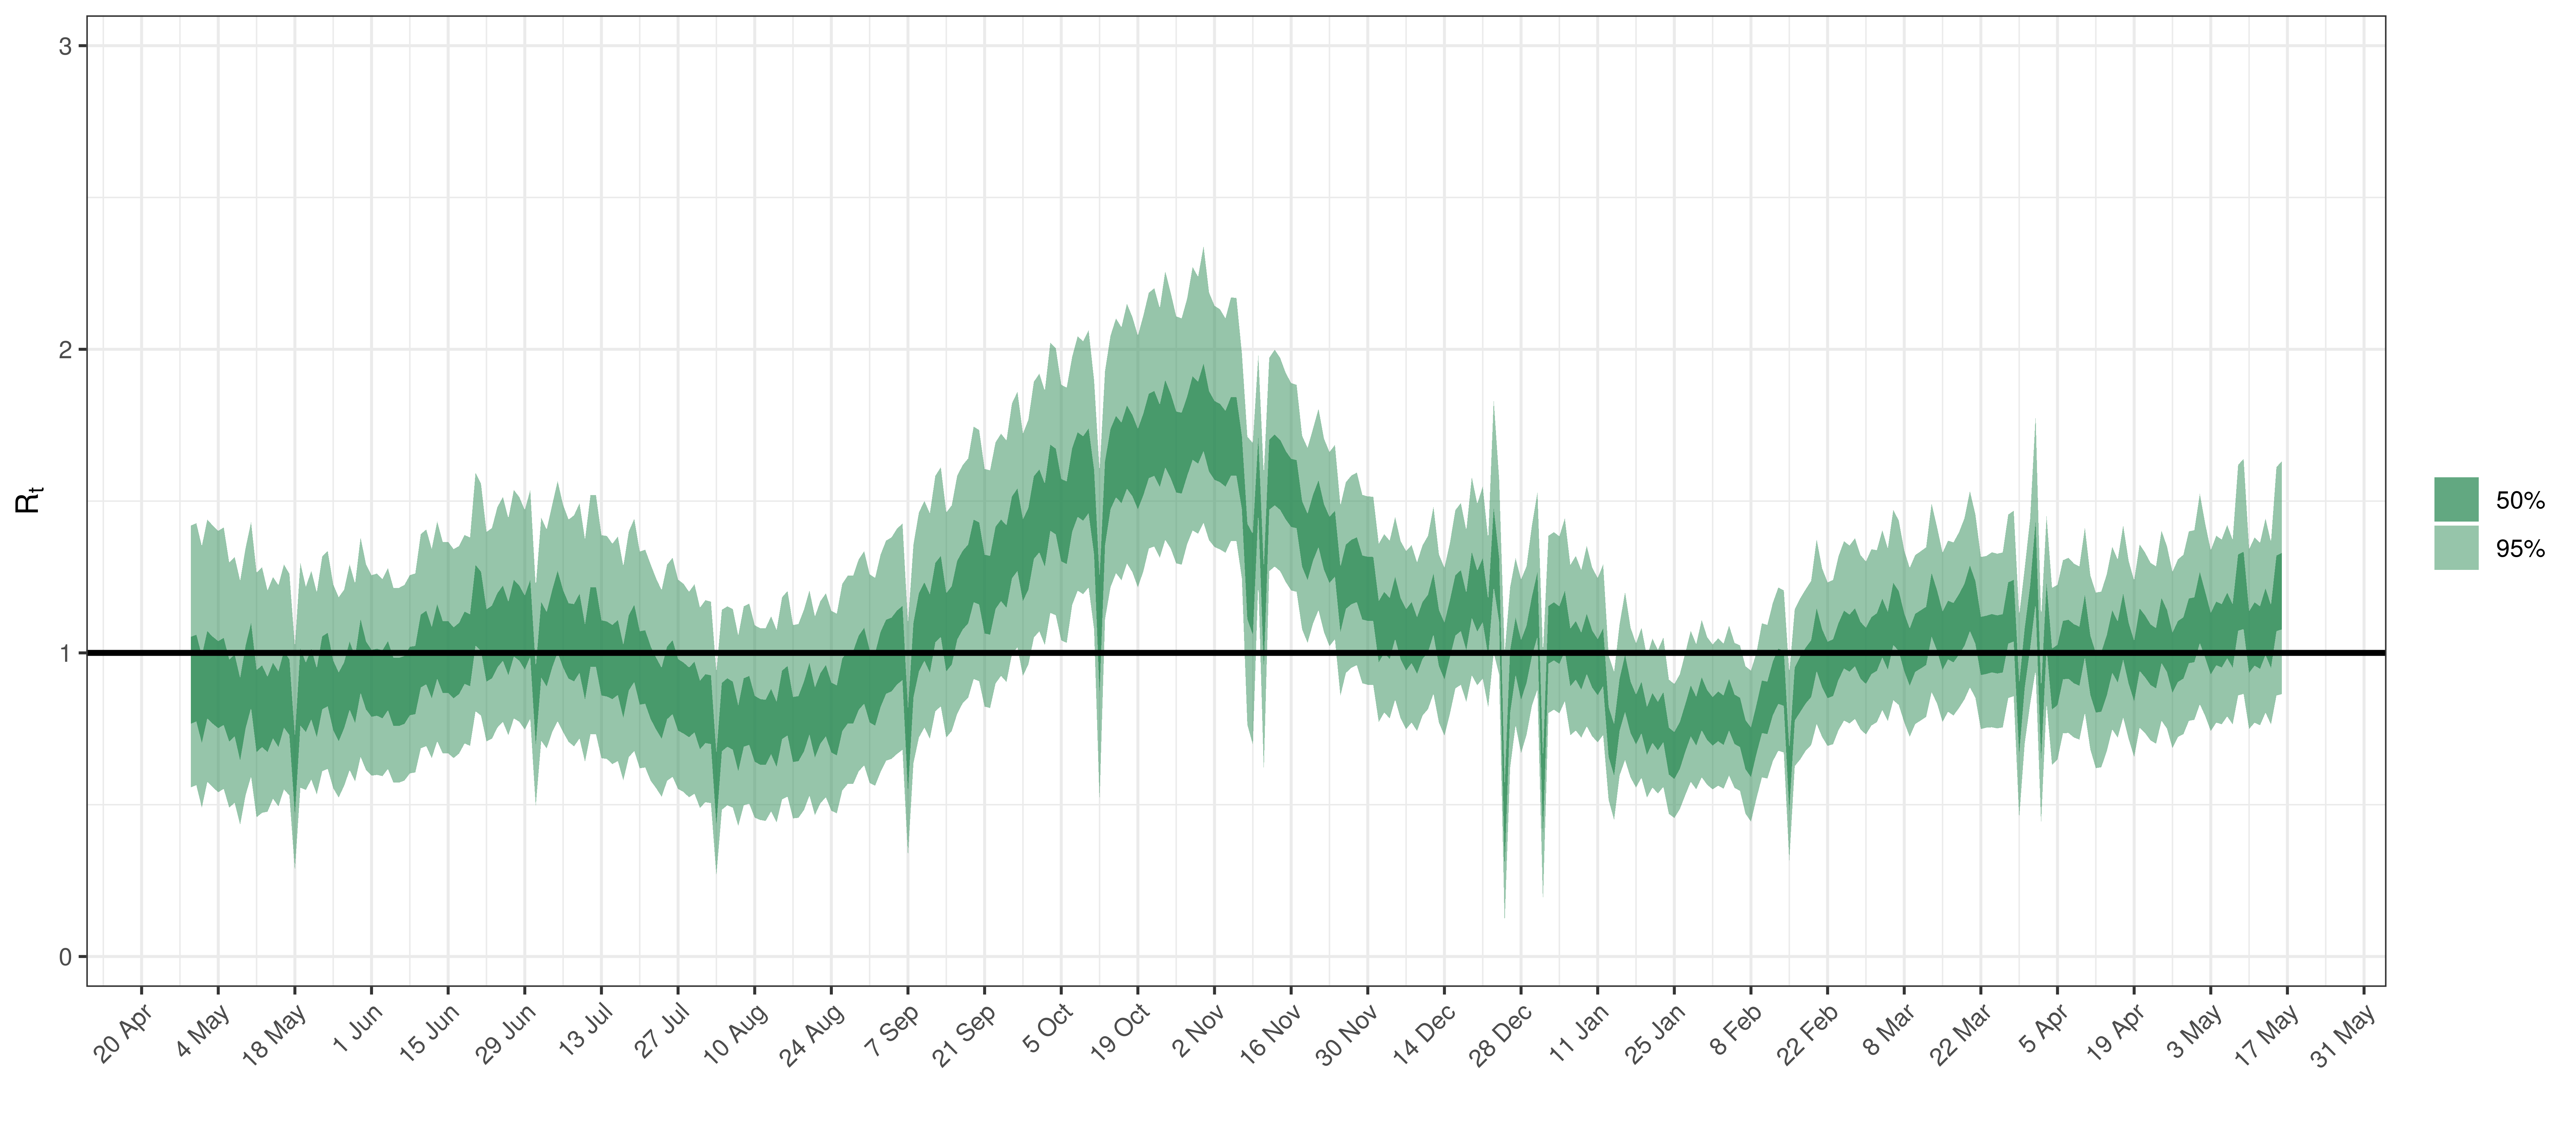 3
2
1
0
Rt
20 Apr
4 May
18 May
1 Jun
15 Jun
29 Jun
13 Jul
27 Jul
10 Aug
24 Aug
7 Sep
21 Sep
5 Oct
19 Oct
2 Nov
16 Nov
30 Nov
14 Dec
28 Dec
11 Jan
25 Jan
8 Feb
22 Feb
8 Mar
22 Mar
5 Apr
19 Apr
3 May
17 May
31 May
50%
95%